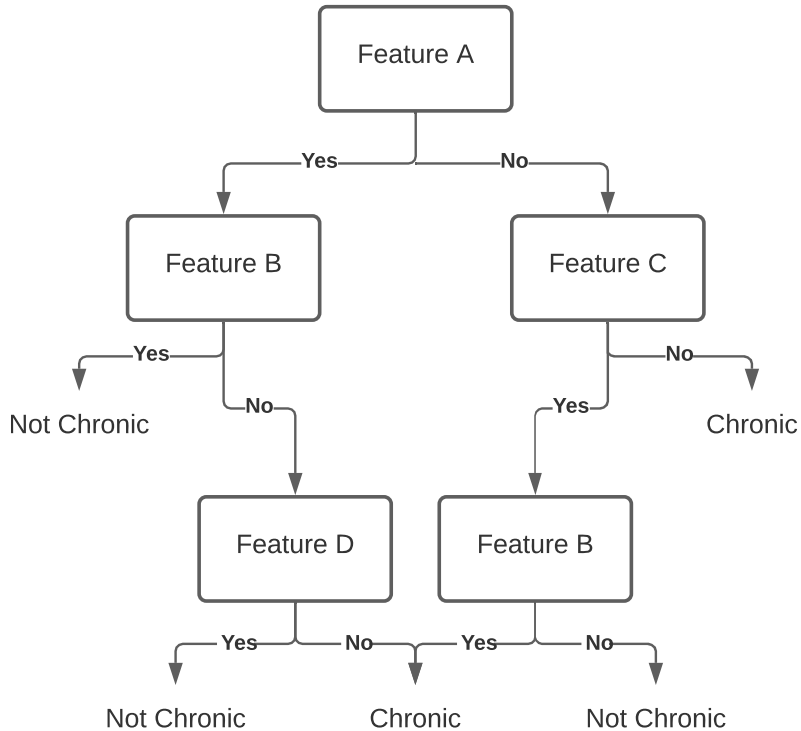 Feature A
Yes
No
Feature B
Feature C
Yes
No
No
Yes
Not Chronic
Chronic
Feature D
Feature B
Yes
No
Yes
No
Not Chronic
Chronic
Not Chronic